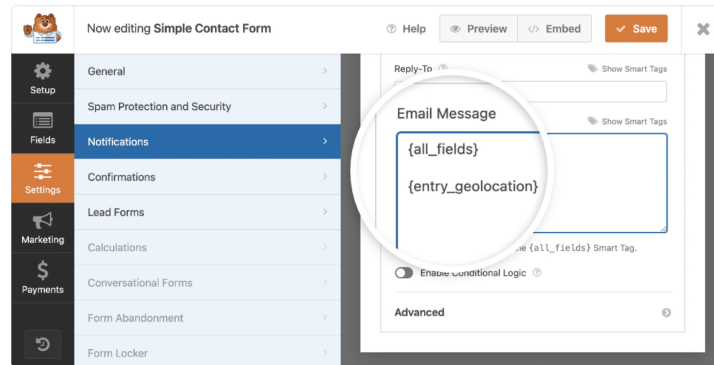 Now editing Simple Contact Form
Help
Preview
Embed
Save
Setup
Fields
Settings
Marketing
Payments
General
Spam Protection and Security
Notifications
Confirmations
Lead Forms
Calculations
Conversational Forms
Form Abandonment
Form Locker
Reply-To
Show Smart Tags
Email Message
Show Smart Tags
{all_fields}
{entry_geolocation}
{all_fields} Smart Tag.
Enable Conditional Logic
Advanced